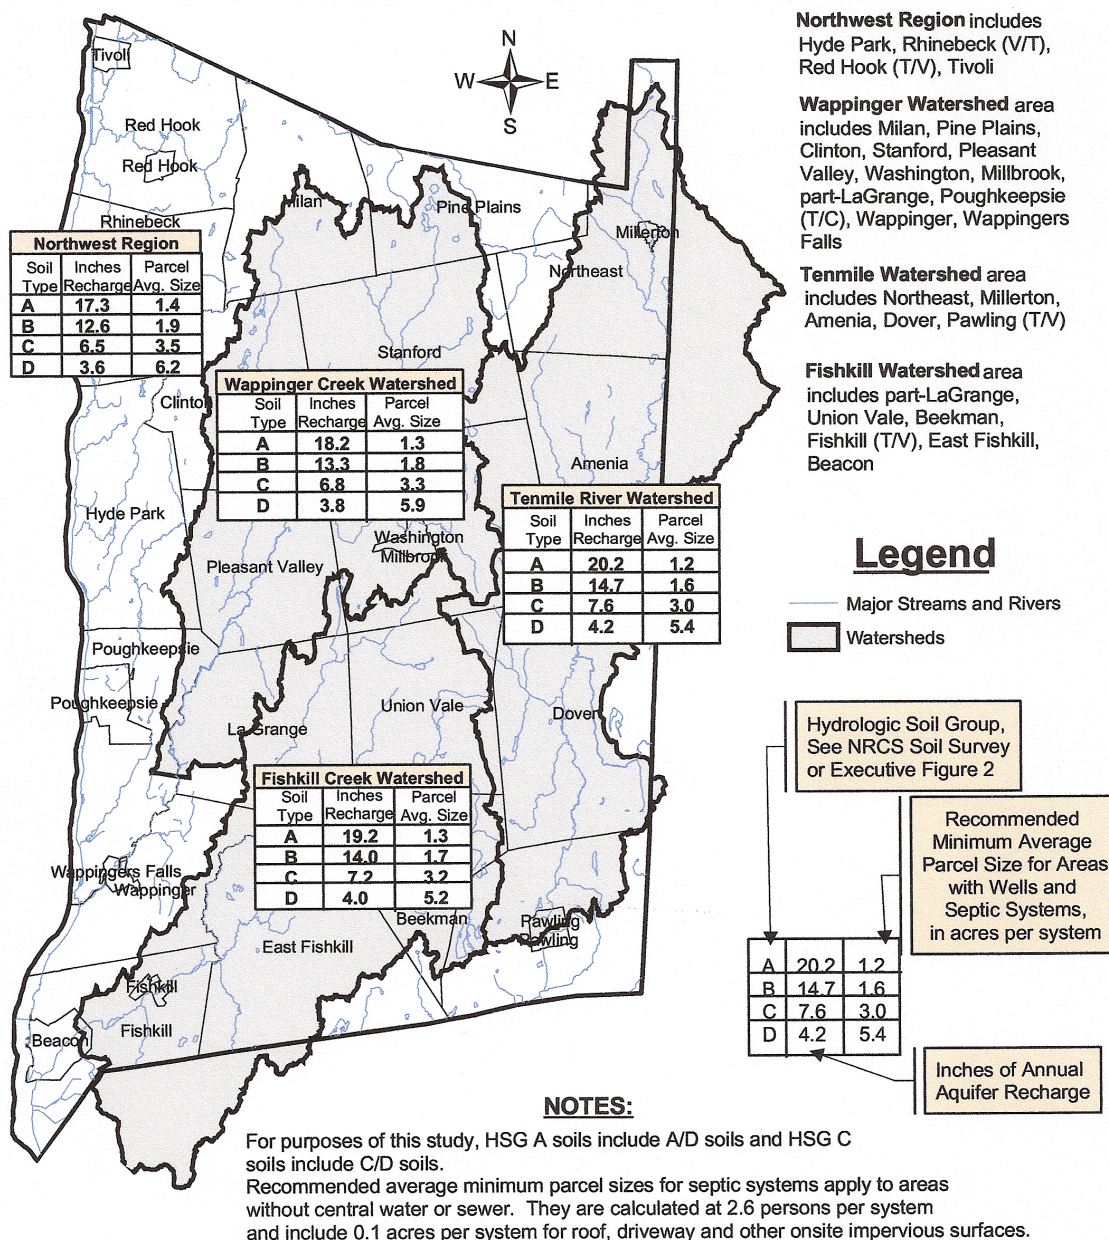 Northwest Region includes
Hyde Park, Rhinebeck (V/T),
Red Hook (T/V), Tivoli
Wappinger Watershed area
includes Milan, Pine Plains,
Clinton, Stanford, Pleasant
Valley, Washington, Millbrook,
part-LaGrange, Poughkeepsie
(T/C), Wappinger, Wappingers
Falls
Tenmile Watershed area
includes Northeast, Millerton,
Amenia, Dover, Pawling (T/V)
Fishkill Watershed area
includes part-LaGrange,
Union Vale, Beekman,
Fishkill (T/V), East Fishkill,
Beacon
N
W E
S
Tivoli
Red Hook
Red Hook
Rhinebeck
Milan
Pine Plains
Millerton
Northeast
Northwest Region
Soil Inches Parcel
Type Recharge Avg. Size
A 17.3 1.4
B 12.6 1.9
C 6.5 3.5
D 3.6 6.2
Stanford
Clinton
Wappinger Creek Watershed
Soil Inches Parcel
Type Recharge Avg. Size
A 18.2 1.3
B 13.3 1.8
C 6.8 3.3
D 3.8 5.9
Amenia
Hyde Park
Washington
Millbrook
Pleasant Valley
Tenmile River Watershed
Soil Inches Parcel
Type Recharge Avg. Size
A 20.2 1.2
B 14.7 1.6
C 7.6 3.0
D 4.2 5.4
Poughkeepsie
Poughkeepsie
La Grange
Union Vale
Dover
Fishkill Creek Watershed
Soil Inches Parcel
Type Recharge Avg. Size
A 19.2 1.3
B 14.0 1.7
C 7.2 3.2
D 4.0 5.2
Wappingers Falls
Wappinger
Beekman
Pawling
Pawling
East Fishkill
Fishkill
Fishkill
Beacon
Legend
Major Streams and Rivers
Watersheds
Hydrologic Soil Group,
See NRCS Soil Survey
or Executive Figure 2
Recommended
Minimum Average
Parcel Size for Areas
with Wells and
Septic Systems,
in acres per system
A 20.2 1.2
B 14.7 1.6
C 7.6 3.0
D 4.2 5.4
Inches of Annual
Aquifer Recharge
NOTES:
For purposes of this study, HSG A soils include A/D soils and HSG C
soils include C/D soils.
Recommended average minimum parcel sizes for septic systems apply to areas
without central water or sewer. They are calculated at 2.6 persons per system
and include 0.1 acres per system for roof, driveway and other onsite impervious surfaces.